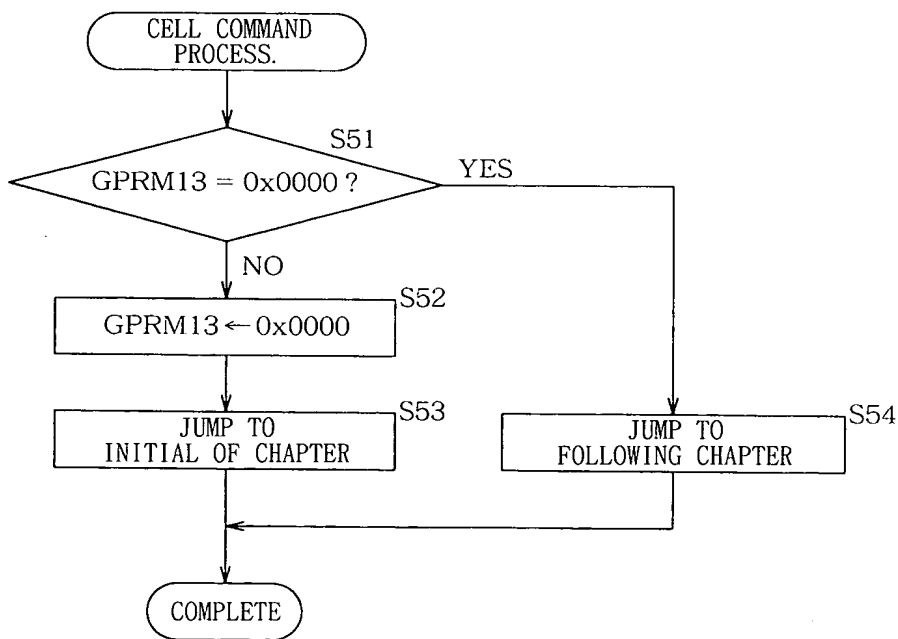 CELL COMMAND
PROCESS.
S51
GPRM13 = 0x0000 ?
YES
NO
S52
GPRM13 ← 0x0000
S53
JUMP TO
INITIAL OF CHAPTER
S54
JUMP TO
FOLLOWING CHAPTER
COMPLETE